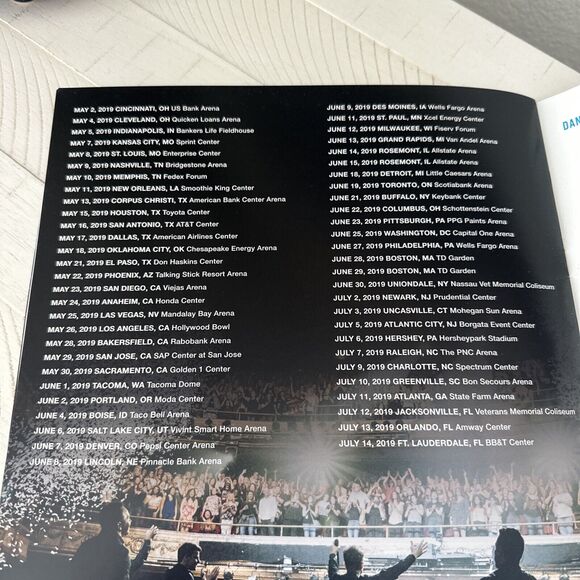 MAY 2, 2019 CINCINNATI, OH US Bank Arena
MAY 4, 2019 CLEVELAND, OH Quicken Loans Arena
MAY 5, 2019 INDIANAPOLIS, IN Bankers Life Fieldhouse
MAY 7, 2019 KANSAS CITY, MO Sprint Center
MAY 8, 2019 ST. LOUIS, MO Enterprise Center
MAY 9, 2019 NASHVILLE, TN Bridgestone Arena
MAY 10, 2019 MEMPHIS, TN Fedex Forum
MAY 11, 2019 NEW ORLEANS, LA Smoothie King Center
MAY 13, 2019 CORPUS CHRISTI, TX American Bank Center Arena
MAY 15, 2019 HOUSTON, TX Toyota Center
MAY 16, 2019 SAN ANTONIO, TX AT&T Center
MAY 17, 2019 DALLAS, TX American Airlines Center
MAY 18, 2019 OKLAHOMA CITY, OK Chesapeake Energy Arena
MAY 21, 2019 EL PASO, TX Don Haskins Center
MAY 22, 2019 PHOENIX, AZ Talking Stick Resort Arena
MAY 23, 2019 SAN DIEGO, CA Viejas Arena
MAY 24, 2019 ANAHEIM, CA Honda Center
MAY 25, 2019 LAS VEGAS, NV Mandalay Bay Arena
MAY 26, 2019 LOS ANGELES, CA Hollywood Bowl
MAY 28, 2019 BAKERSFIELD, CA Rabobank Arena
MAY 29, 2019 SAN JOSE, CA SAP Center at San Jose
MAY 30, 2019 SACRAMENTO, CA Golden 1 Center
JUNE 1, 2019 TACOMA, WA Tacoma Dome
JUNE 2, 2019 PORTLAND, OR Moda Center
JUNE 4, 2019 BOISE, ID Taco Bell Arena
JUNE 6, 2019 SALT LAKE CITY, UT Vivint Smart Home Arena
JUNE 7, 2019 DENVER, CO Pepsi Center Arena
JUNE 8, 2019 LINCOLN, NE Pinnacle Bank Arena
JUNE 9, 2019 DES MOINES, IA Wells Fargo Arena
JUNE 11, 2019 ST. PAUL, MN Xcel Energy Center
JUNE 12, 2019 MILWAUKEE, WI Fiserv Forum
JUNE 13, 2019 GRAND RAPIDS, MI Van Andel Arena
JUNE 14, 2019 ROSEMONT, IL Allstate Arena
JUNE 15, 2019 ROSEMONT, IL Allstate Arena
JUNE 18, 2019 DETROIT, MI Little Caesars Arena
JUNE 19, 2019 TORONTO, ON Scotiabank Arena
JUNE 21, 2019 BUFFALO, NY Keybank Center
JUNE 22, 2019 COLUMBUS, OH Schottenstein Center
JUNE 23, 2019 PITTSBURGH, PA PPG Paints Arena
JUNE 25, 2019 WASHINGTON, DC Capital One Arena
JUNE 27, 2019 PHILADELPHIA, PA Wells Fargo Arena
JUNE 28, 2019 BOSTON, MA TD Garden
JUNE 29, 2019 BOSTON, MA TD Garden
JUNE 30, 2019 UNIONDALE, NY Nassau Vet Memorial Coliseum
JULY 2, 2019 NEWARK, NJ Prudential Center
JULY 3, 2019 UNCASVILLE, CT Mohegan Sun Arena
JULY 5, 2019 ATLANTIC CITY, NJ Borgata Event Center
JULY 6, 2019 HERSHEY, PA Hersheypark Stadium
JULY 7, 2019 RALEIGH, NC The PNC Arena
JULY 9, 2019 CHARLOTTE, NC Spectrum Center
JULY 10, 2019 GREENVILLE, SC Bon Secours Arena
JULY 11, 2019 ATLANTA, GA State Farm Arena
JULY 12, 2019 JACKSONVILLE, FL Veterans Memorial Coliseum
JULY 13, 2019 ORLANDO, FL Amway Center
JULY 14, 2019 FT. LAUDERDALE, FL BB&T Center
DAN